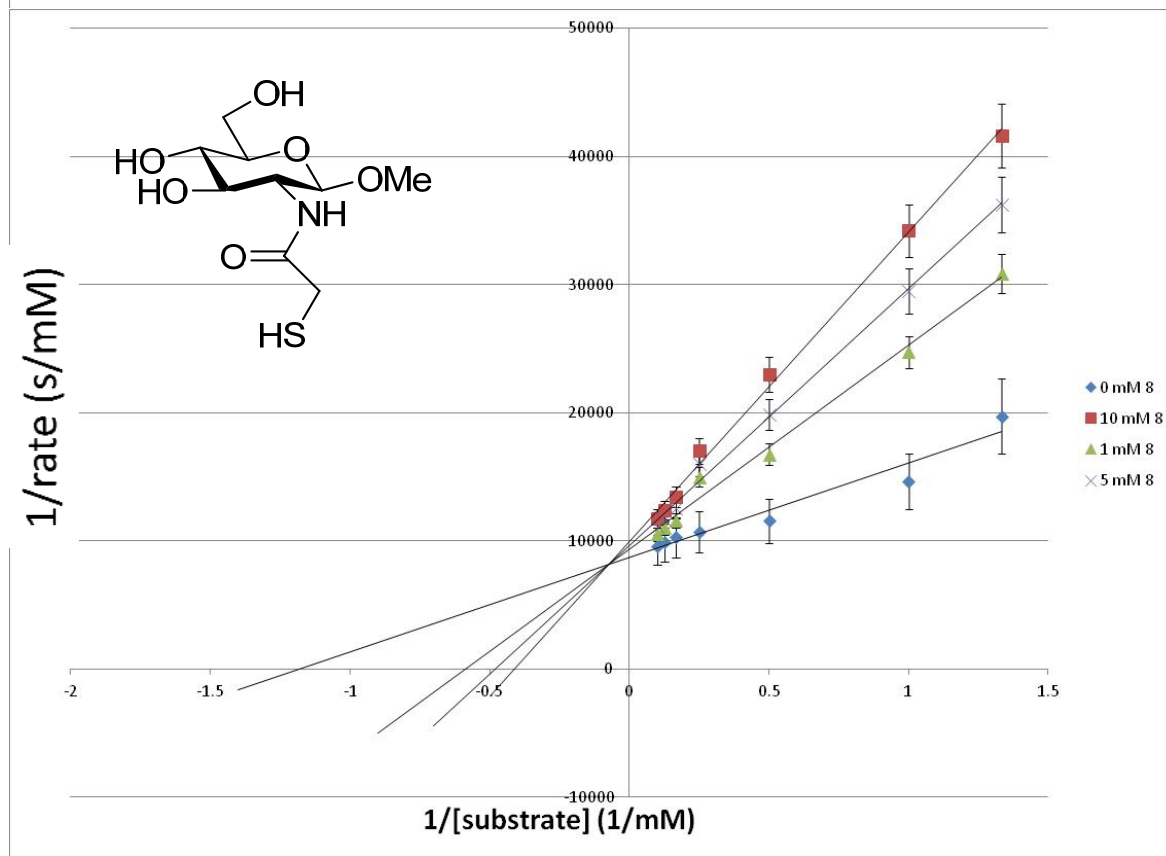 50000
OH
HO
O
HO
OMe
NH
O
HS
40000
30000
20000
10000
0
-10000
-2
-1.5
-1
-0.5
0
0.5
1
1.5
1/rate (s/mM)
1/[substrate] (1/mM)
0 mM 8
10 mM 8
1 mM 8
5 mM 8